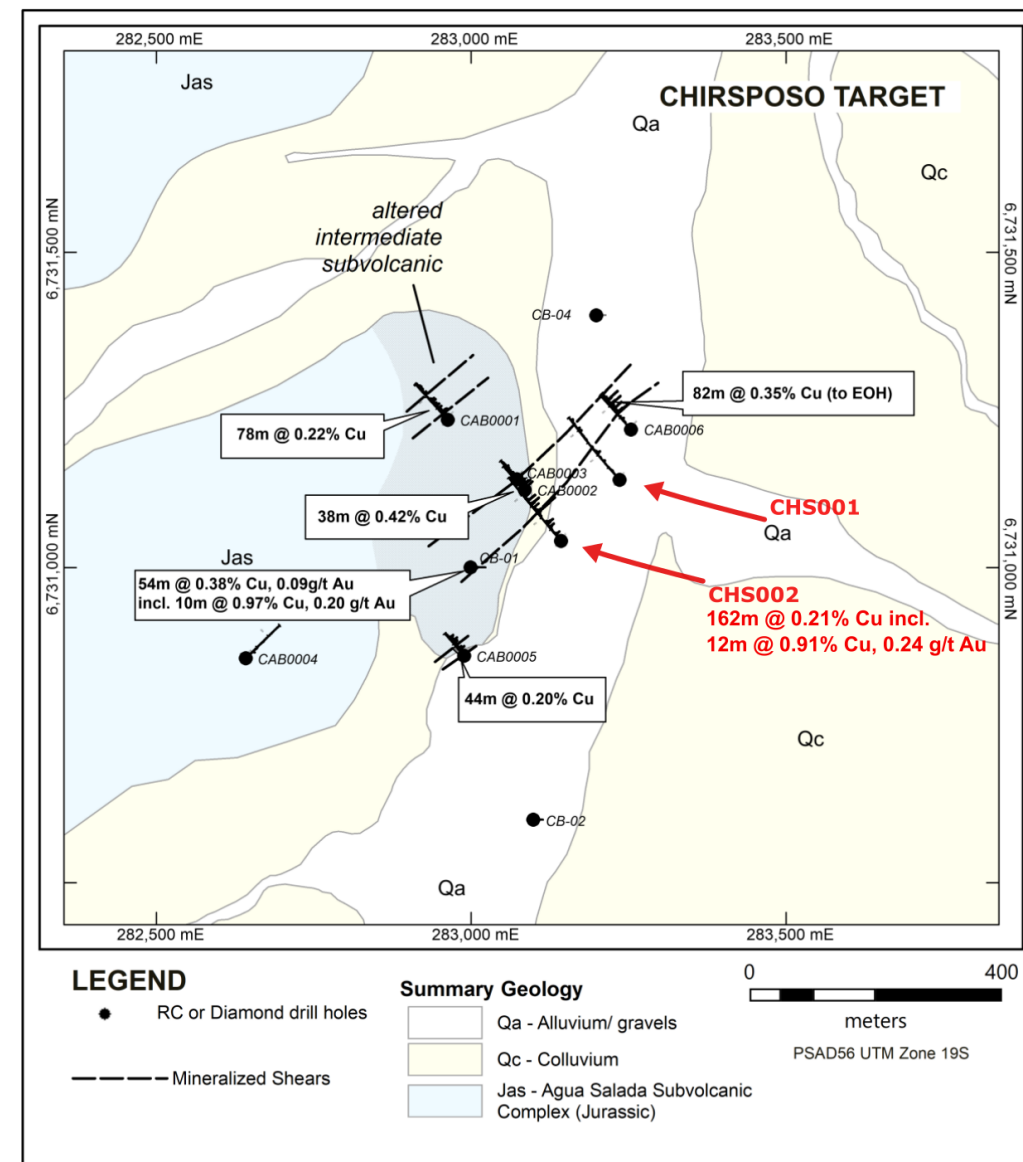 282,500 mE
283,000 mE
283,500 mE
Jas
CHIRSPOSO TARGET
Qa
Qc
altered
intermediate
subvolcanic
6,731,500 mN
6,731,500 mN
CB-04
82m @ 0.35% Cu (to EOH)
78m @ 0.22% Cu
CAB0001
CAB0006
CAB0003
CAB0002
CHS001
38m @ 0.42% Cu
Qa
Jas
CB-01
6,731,000 mN
6,731,000 mN
54m @ 0.38% Cu, 0.09g/t Au
incl. 10m @ 0.97% Cu, 0.20 g/t Au
CHS002
162m @ 0.21% Cu incl.
12m @ 0.91% Cu, 0.24 g/t Au
CAB0004
CAB0005
44m @ 0.20% Cu
Qc
CB-02
Qa
282,500 mE
283,000 mE
283,500 mE
LEGEND
RC or Diamond drill holes
Mineralized Shears
Summary Geology
Qa - Alluvium/ gravels
Qc - Colluvium
Jas - Agua Salada Subvolcanic
Complex (Jurassic)
0
400
meters
PSAD56 UTM Zone 19S